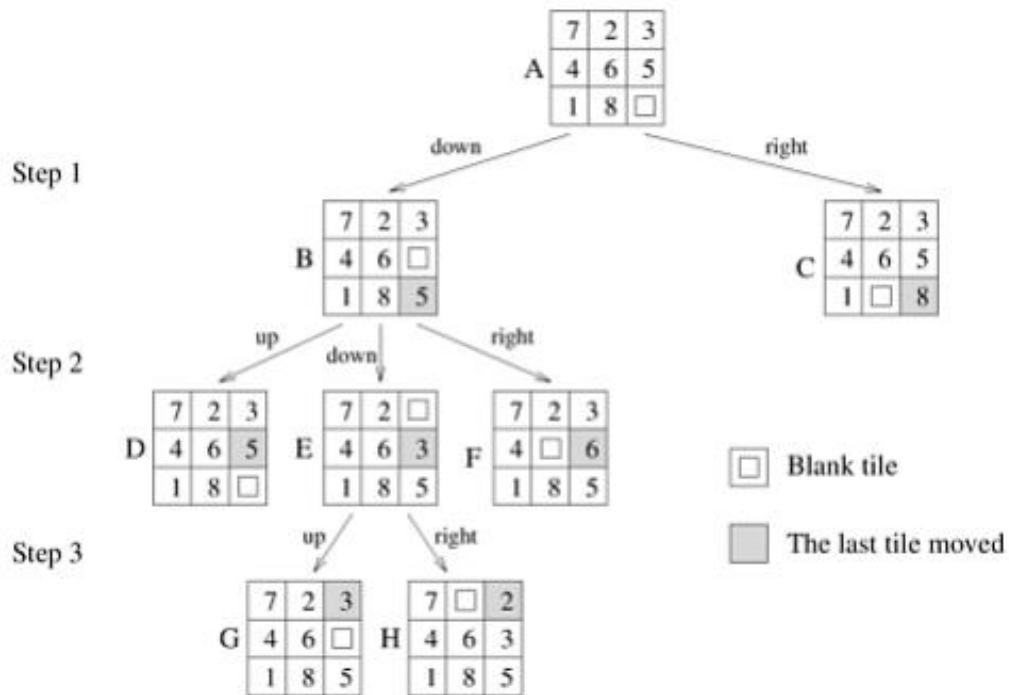 7 2 3
A 4 6 5
1 8
down right
Step 1
7 2 3 7 2 3
B 4 6 C 4 6 5
1 8 5 1 8
up down right
Step 2
7 2 3 7 2 7 2 3
D 4 6 5 E 4 6 3 F 4 6
1 8 1 8 5 1 8 5
Blank tile
The last tile moved
up right
Step 3
7 2 3 7 2
G 4 6 H 4 6 3
1 8 5 1 8 5